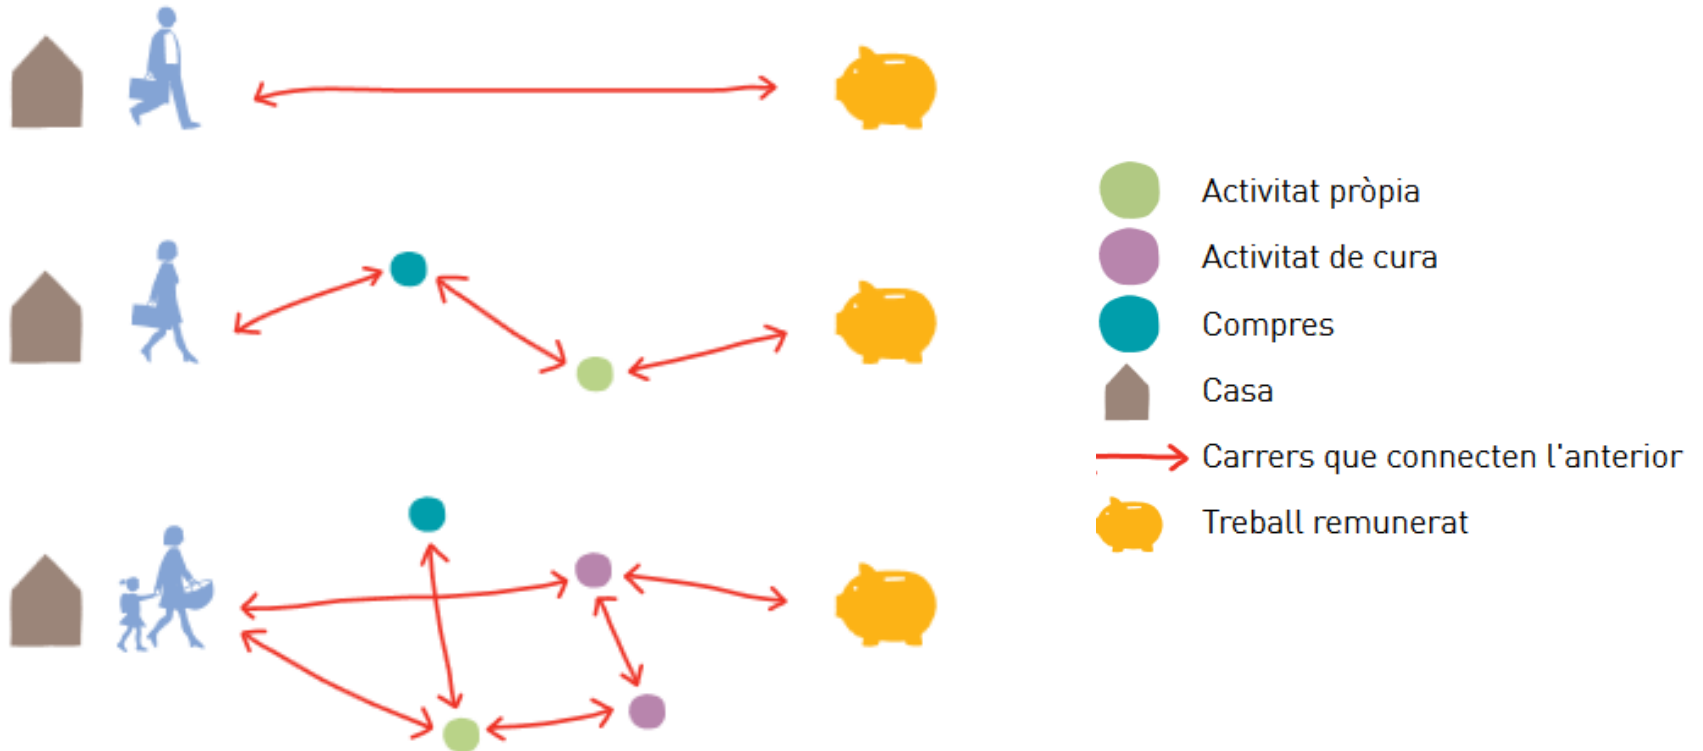 Activitat pròpia
Activitat de cura
Compres
Casa
Carrers que connecten l'anterior
Treball remunerat